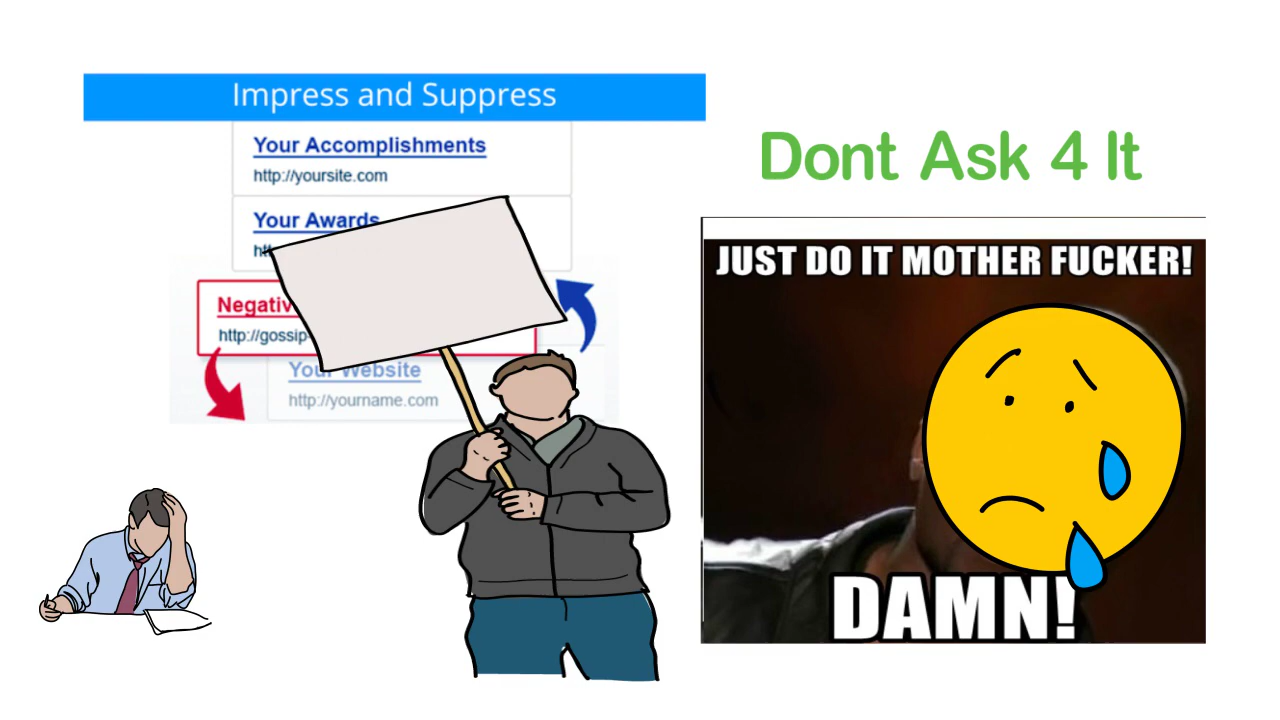 Impress and Suppress
Your Accomplishments
http://yoursite.com
Your Awards
Negativ
http://gossip
Your Website
http://yourname.com
Dont Ask 4 It
JUST DO IT MOTHER FUCKER!
DAMN!